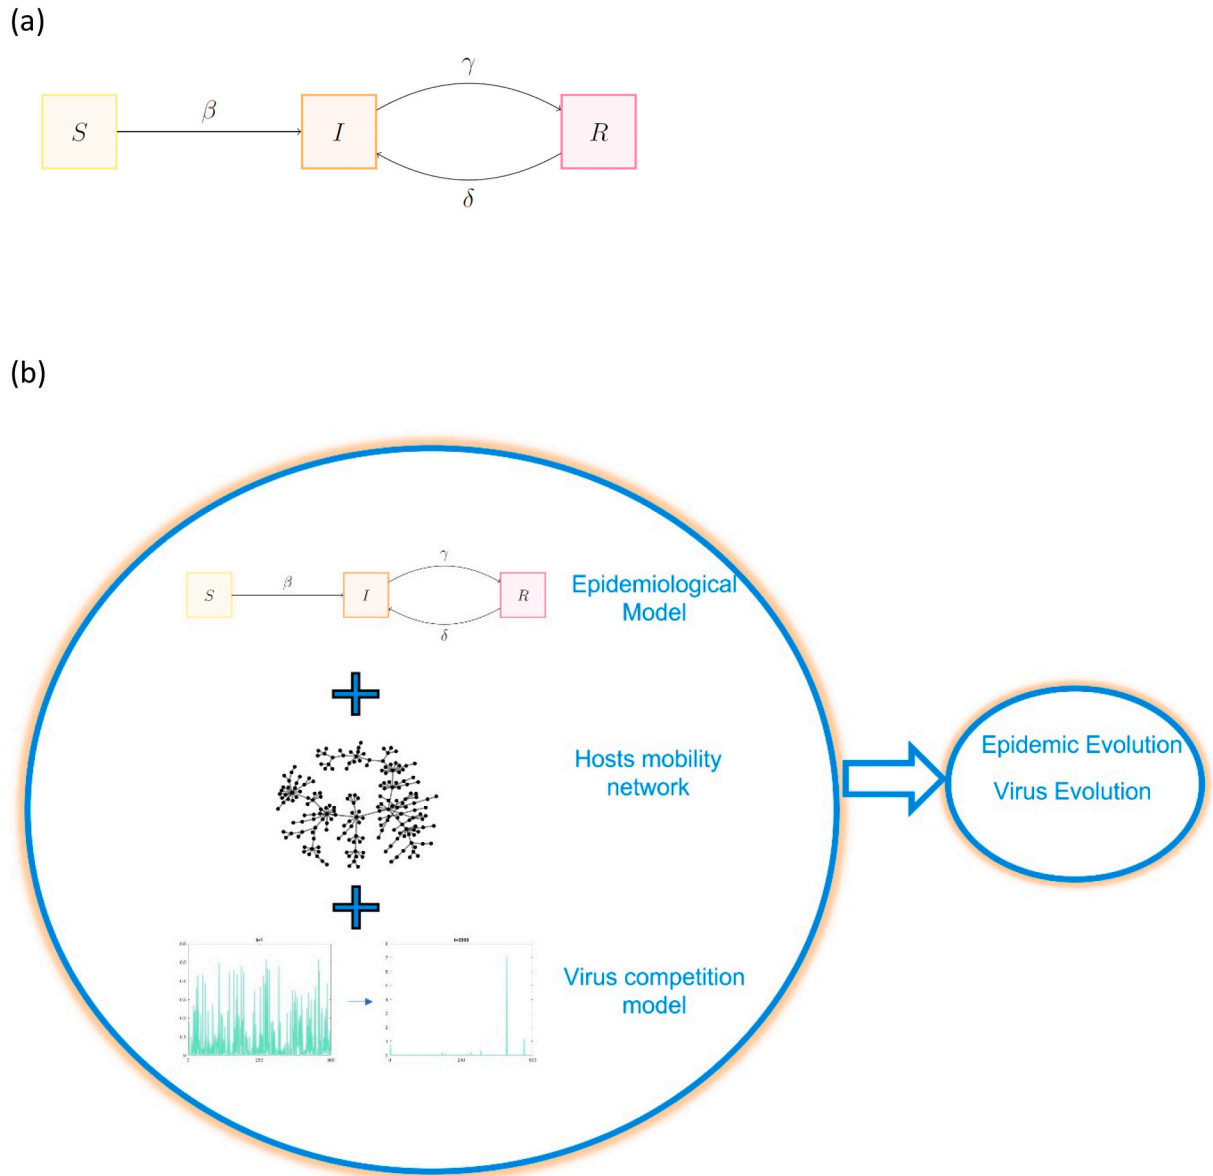 (a)
γ
β
S
I
R
δ
(b)
γ
β
S
I
R
δ
Epidemiological
Model
Hosts mobility
network
Epidemic Evolution
Virus Evolution
Virus competition
model